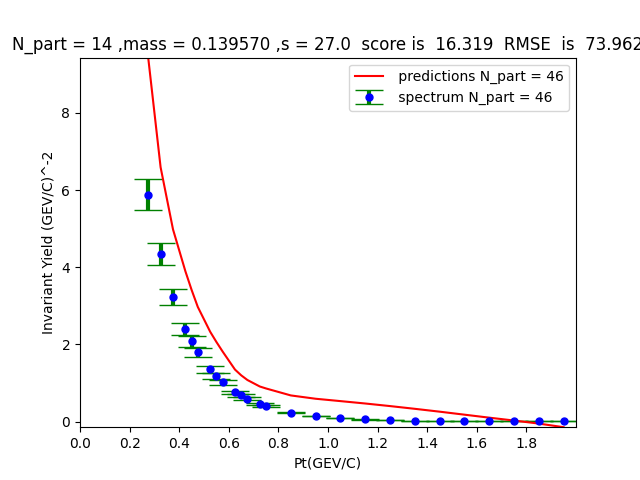 N_part = 14 ,mass = 0.139570 ,s = 27.0  score is  16.319  RMSE  is  73.962
predictions N_part = 46
spectrum N_part = 46
Invariant Yield (GEV/C)^-2
8
6
4
2
0
0.0 0.2 0.4 0.6 0.8 1.0 1.2 1.4 1.6 1.8
Pt(GEV/C)